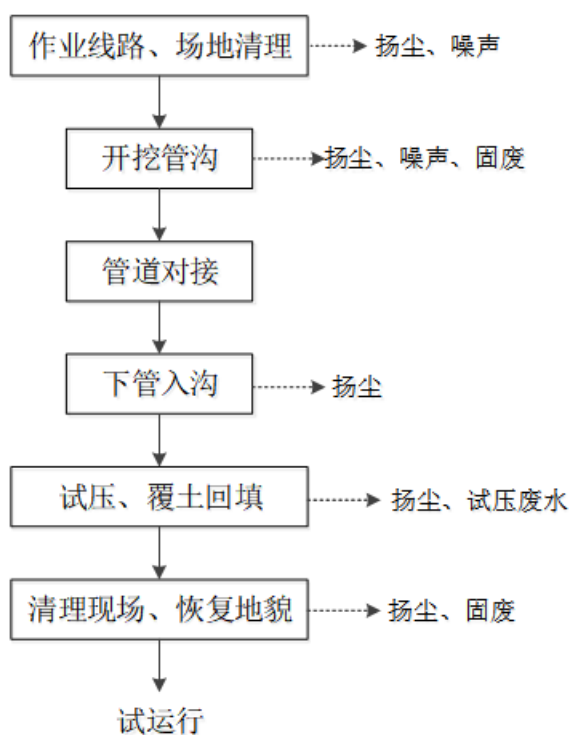 作业线路、场地清理
扬尘、噪声
开挖管沟
扬尘、噪声、固废
管道对接
下管入沟
扬尘
试压、覆土回填
扬尘、试压废水
清理现场、恢复地貌
扬尘、固废
试运行